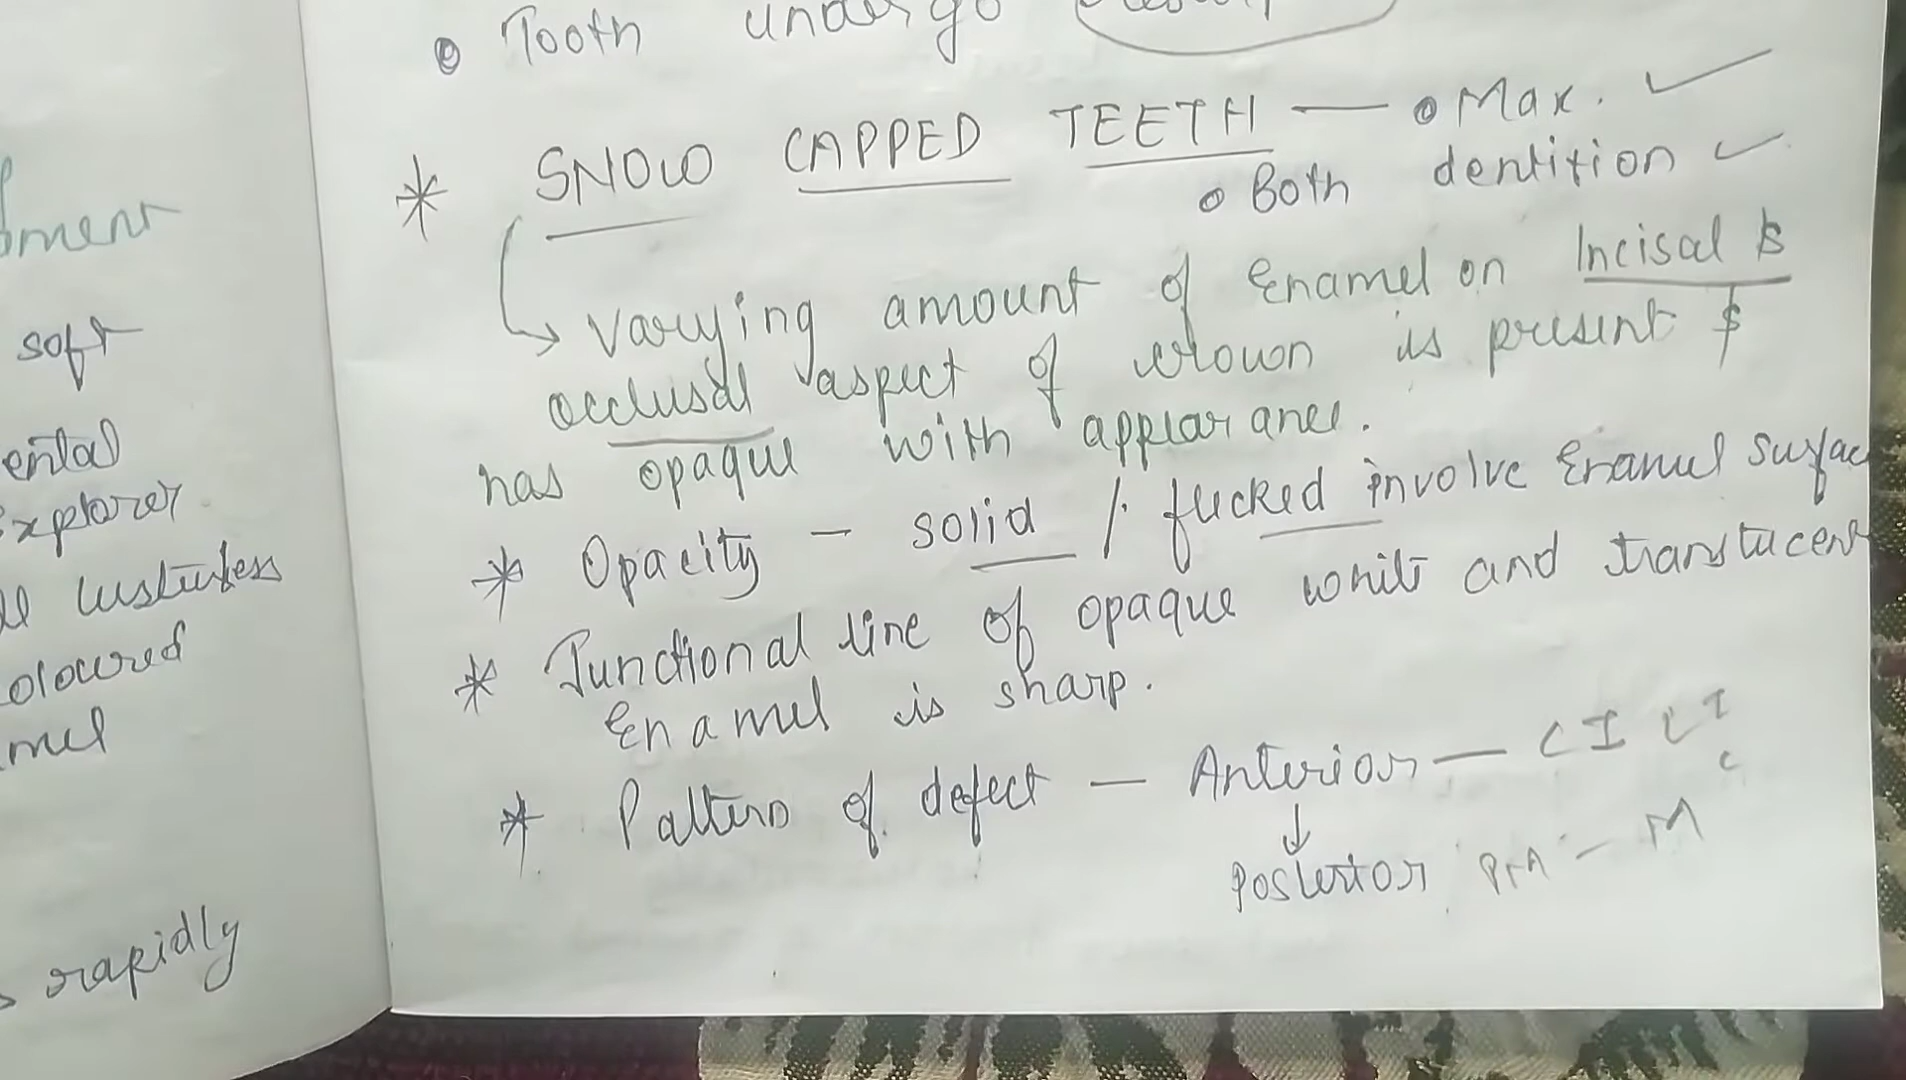 ment
soft
ental
explorer
lustreless
oloured
mel
rapidly
Tooth undergo
* SNOW CAPPED TEETH — Max. ✓
Both dentition ✓
↳ varying amount of Enamel on Incisal &
occlusal aspect of crown is present &
has opaque with appearance.
* Opacity - solid / flecked involve Enamel surfac
* Junctional line of opaque white and translucent
Enamel is sharp.
* Pattern of defect — Anterior — CI LI
C
↓
Posterior PM - M